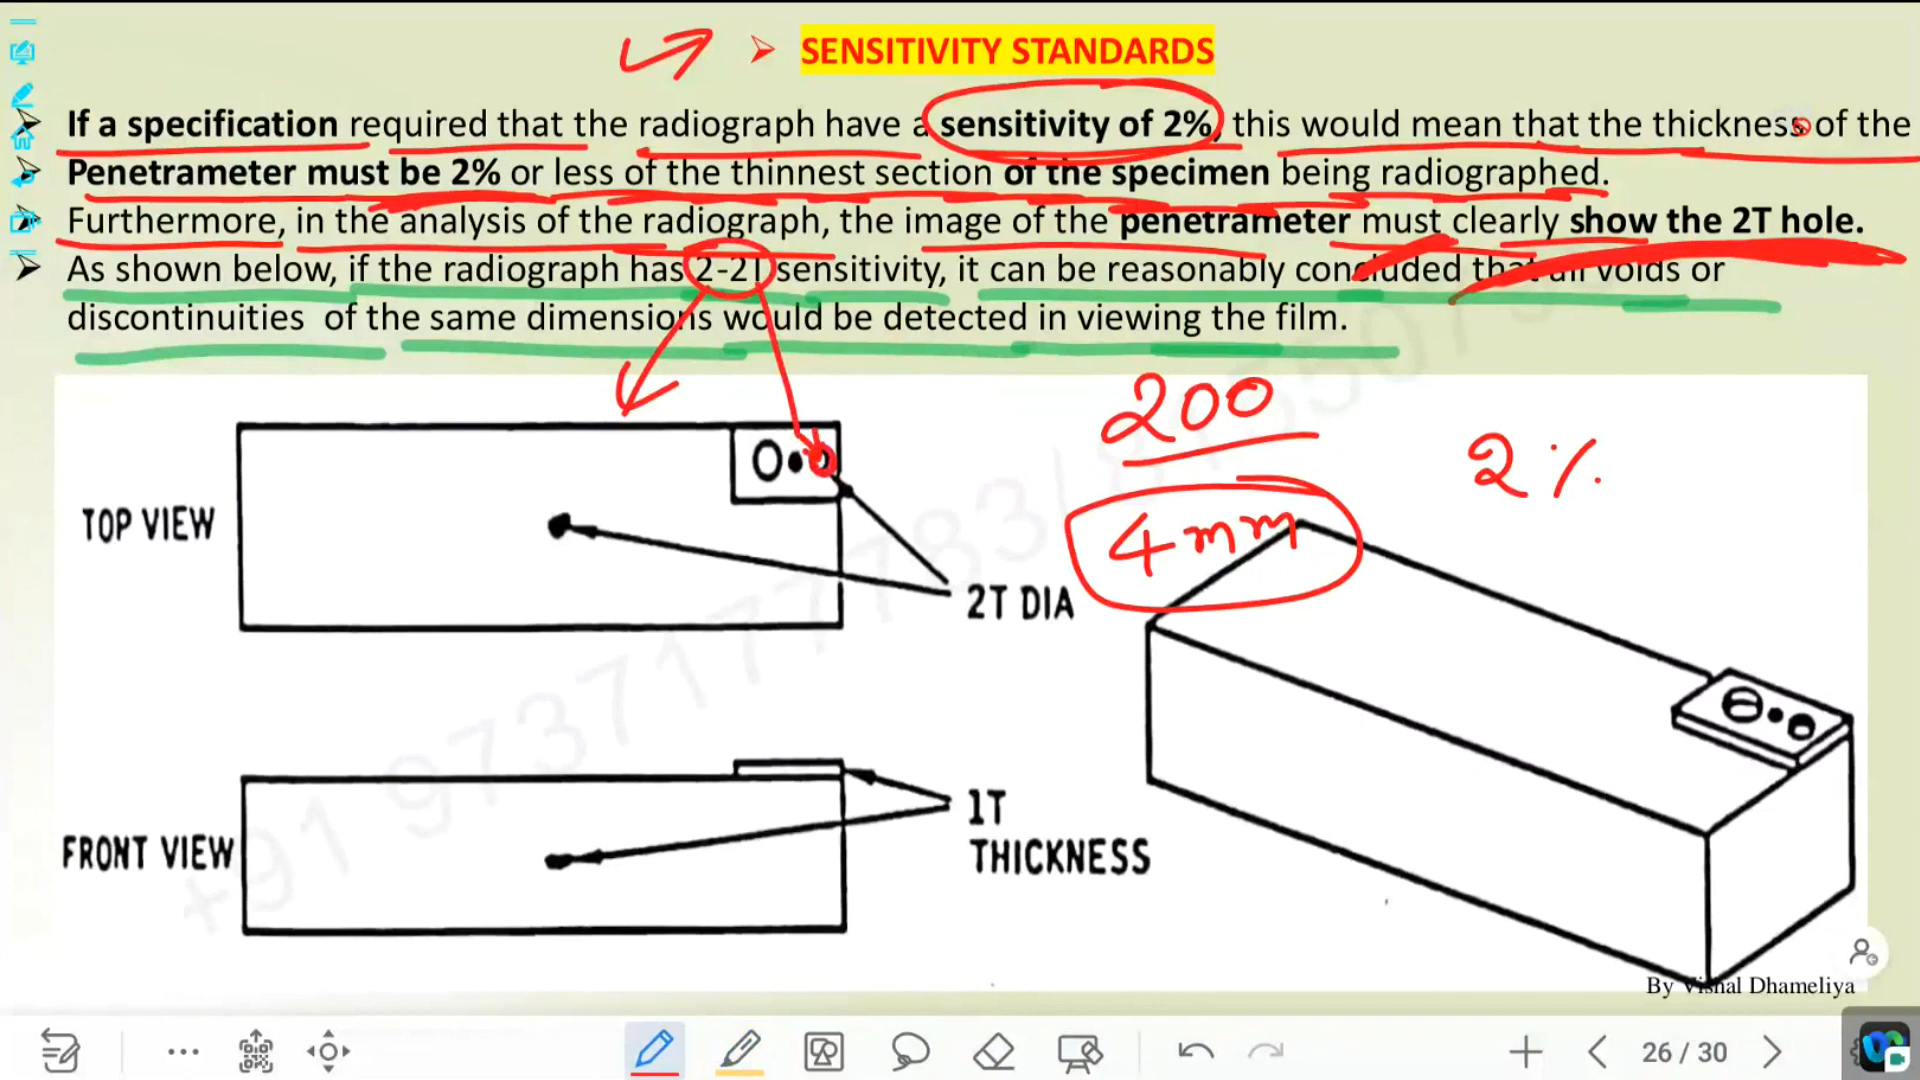 SENSITIVITY STANDARDS
If a specification required that the radiograph have a sensitivity of 2%, this would mean that the thickness of the
Penetrameter must be 2% or less of the thinnest section of the specimen being radiographed.
Furthermore, in the analysis of the radiograph, the image of the penetrameter must clearly show the 2T hole.
As shown below, if the radiograph has 2-2T sensitivity, it can be reasonably concluded that all voids or
discontinuities of the same dimensions would be detected in viewing the film.
200
2%
4mm
TOP VIEW
2T DIA
FRONT VIEW
1T
THICKNESS
By Vishal Dhameliya
26 / 30